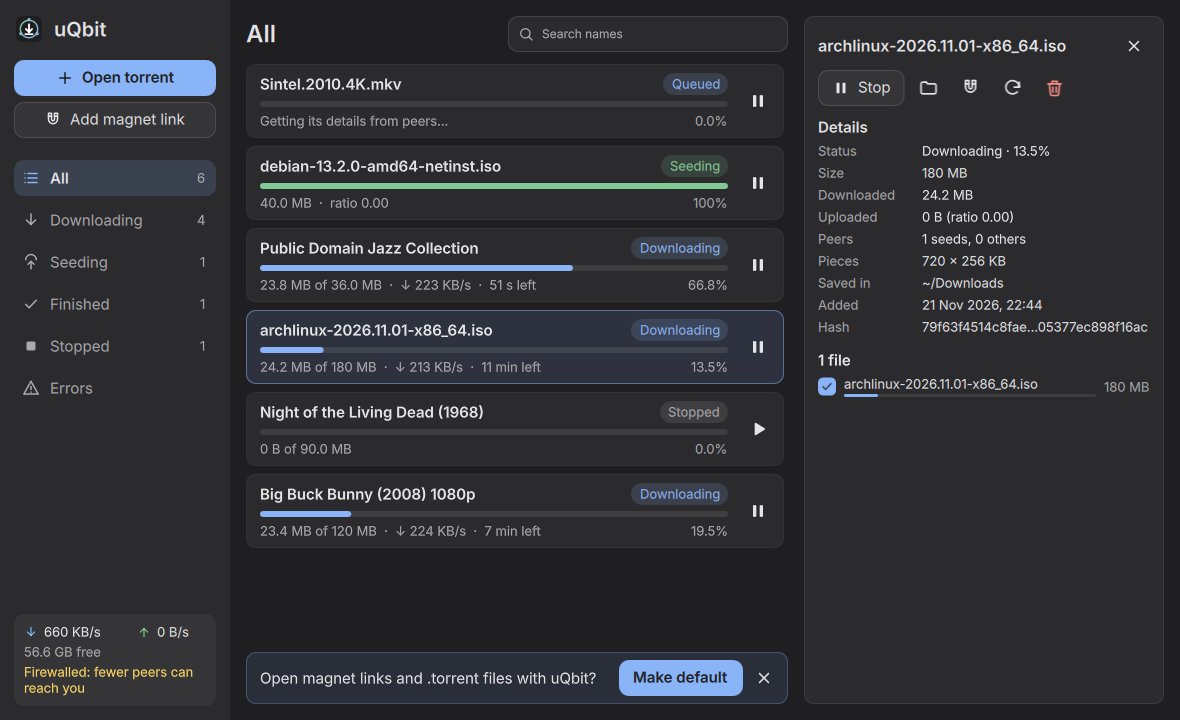 uQbit
Open torrent
Add magnet link
All 6
Downloading 4
Seeding 1
Finished 1
Stopped 1
Errors
660 KB/s 0 B/s
56.6 GB free
Firewalled: fewer peers can
reach you
All
Search names
Sintel.2010.4K.mkv Queued
Getting its details from peers... 0.0%
debian-13.2.0-amd64-netinst.iso Seeding
40.0 MB · ratio 0.00 100%
Public Domain Jazz Collection Downloading
23.8 MB of 36.0 MB · ↓ 223 KB/s · 51 s left 66.8%
archlinux-2026.11.01-x86_64.iso Downloading
24.2 MB of 180 MB · ↓ 213 KB/s · 11 min left 13.5%
Night of the Living Dead (1968) Stopped
0 B of 90.0 MB 0.0%
Big Buck Bunny (2008) 1080p Downloading
23.4 MB of 120 MB · ↓ 224 KB/s · 7 min left 19.5%
Open magnet links and .torrent files with uQbit? Make default
archlinux-2026.11.01-x86_64.iso
Stop
Details
Status Downloading · 13.5%
Size 180 MB
Downloaded 24.2 MB
Uploaded 0 B (ratio 0.00)
Peers 1 seeds, 0 others
Pieces 720 × 256 KB
Saved in ~/Downloads
Added 21 Nov 2026, 22:44
Hash 79f63f4514c8fae...05377ec898f16ac
1 file
archlinux-2026.11.01-x86_64.iso 180 MB